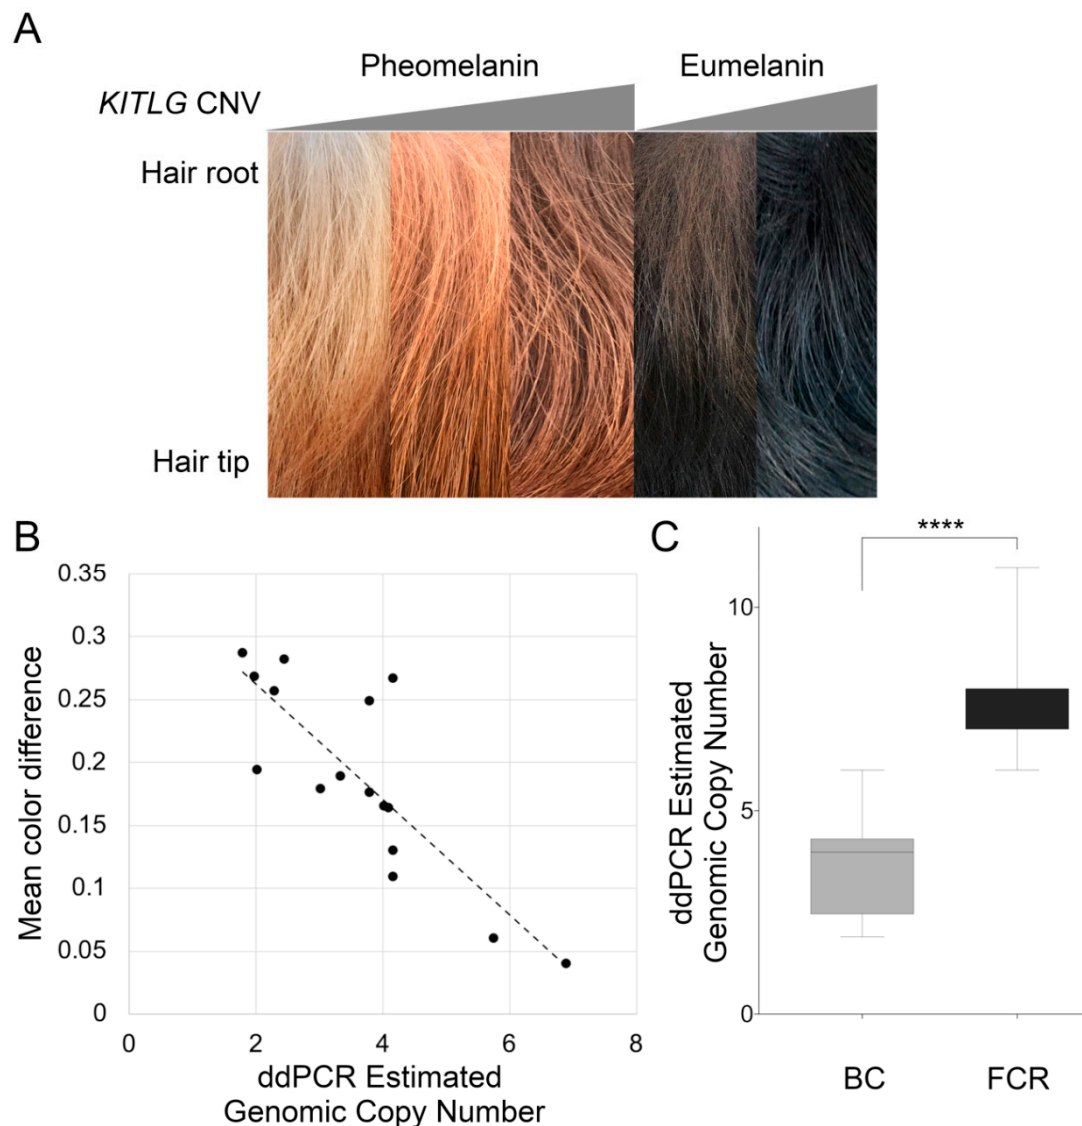 A
Pheomelanin
Eumelanin
KITLG CNV
Hair root
Hair tip
B
0.35
0.3
0.25
0.2
0.15
0.1
0.05
0
Mean color difference
0
2
4
6
8
ddPCR Estimated
Genomic Copy Number
C
****
ddPCR Estimated
Genomic Copy Number
10
5
0
BC
FCR